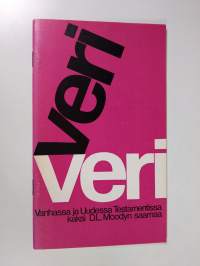 veri
veri
Vanhassa ja Uudessa Testamentissa
kaksi D.L. Moodyn saarnaa